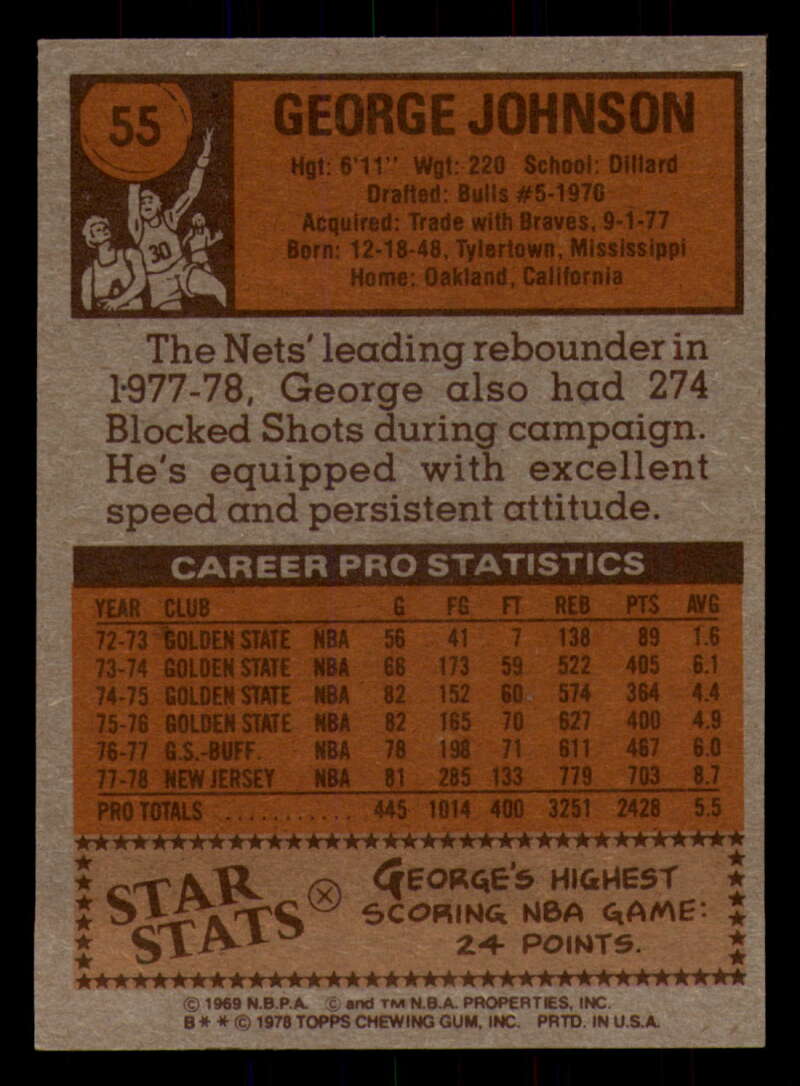 55
30
GEORGE JOHNSON
Hgt: 6'11" Wgt: 220 School: Dillard
Drafted: Bulls #5-1970
Acquired: Trade with Braves, 9-1-77
Born: 12-18-48, Tylertown, Mississippi
Home: Oakland, California
The Nets' leading rebounder in
1977-78, George also had 274
Blocked Shots during campaign.
He's equipped with excellent
speed and persistent attitude.
CAREER PRO STATISTICS
YEAR CLUB G FG FT REB PTS AVG
72-73 GOLDEN STATE NBA 56 41 7 138 89 1.6
73-74 GOLDEN STATE NBA 66 173 59 522 405 6.1
74-75 GOLDEN STATE NBA 82 152 60 574 364 4.4
75-76 GOLDEN STATE NBA 82 165 70 627 400 4.9
76-77 G.S.-BUFF. NBA 78 198 71 611 467 6.0
77-78 NEW JERSEY NBA 81 285 133 779 703 8.7
PRO TOTALS ............ 445 1014 400 3251 2428 5.5
STAR
STATS
GEORGE'S HIGHEST
SCORING NBA GAME:
24 POINTS.
© 1969 N.B.P.A. © and TM N.B.A. PROPERTIES, INC.
B * * © 1978 TOPPS CHEWING GUM, INC. PRTD. IN U.S.A.